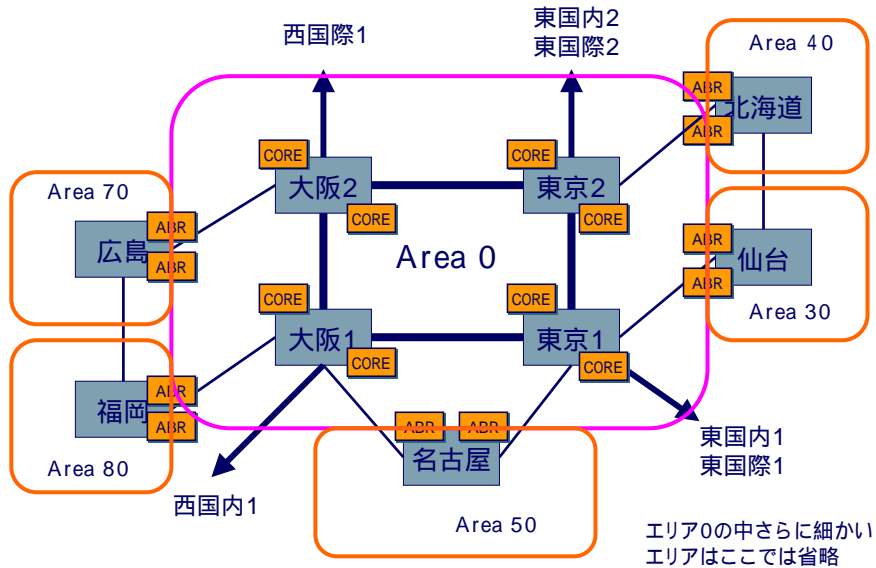 西国際1
東国内2
東国際2
Area 40
ABR
北海道
ABR
CORE
大阪2
CORE
CORE
東京2
CORE
Area 70
ABR
広島
ABR
Area 0
ABR
仙台
ABR
Area 30
CORE
大阪1
CORE
CORE
東京1
CORE
ABR
福岡
ABR
Area 80
ABR
ABR
名古屋
Area 50
西国内1
東国内1
東国際1
エリア0の中さらに細かい
エリアはここでは省略